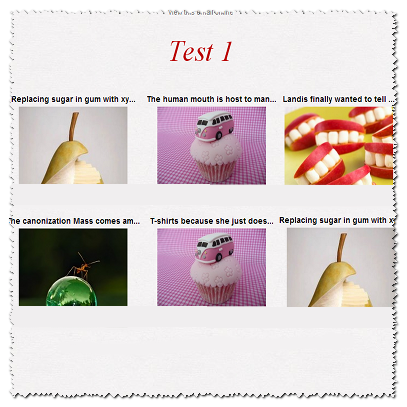 Test 1
Replacing sugar in gum with xy...
The human mouth is host to man...
Landis finally wanted to tell ...
he canonization Mass comes am...
T-shirts because she just does...
Replacing sugar in gum with xy